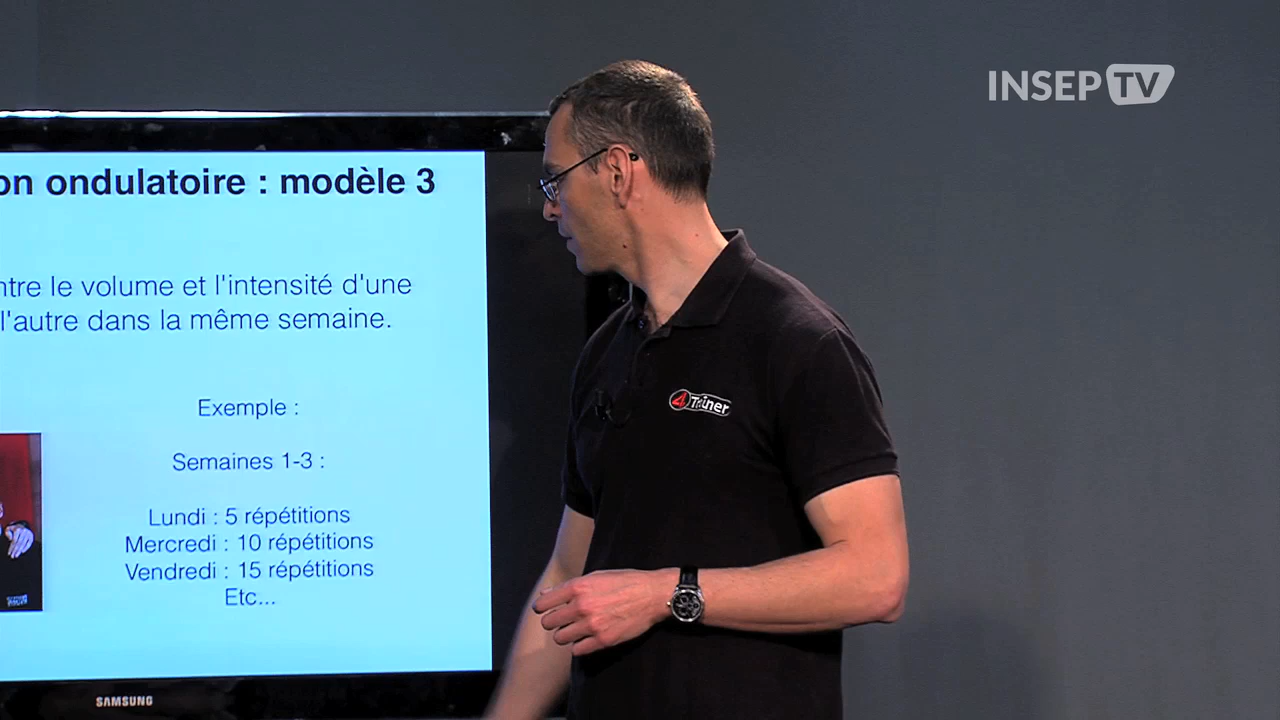 INSEP TV
on ondulatoire : modèle 3
ntre le volume et l'intensité d'une
l'autre dans la même semaine.
Exemple :
Semaines 1-3 :
Lundi : 5 répétitions
Mercredi : 10 répétitions
Vendredi : 15 répétitions
Etc...
4Trainer
SAMSUNG